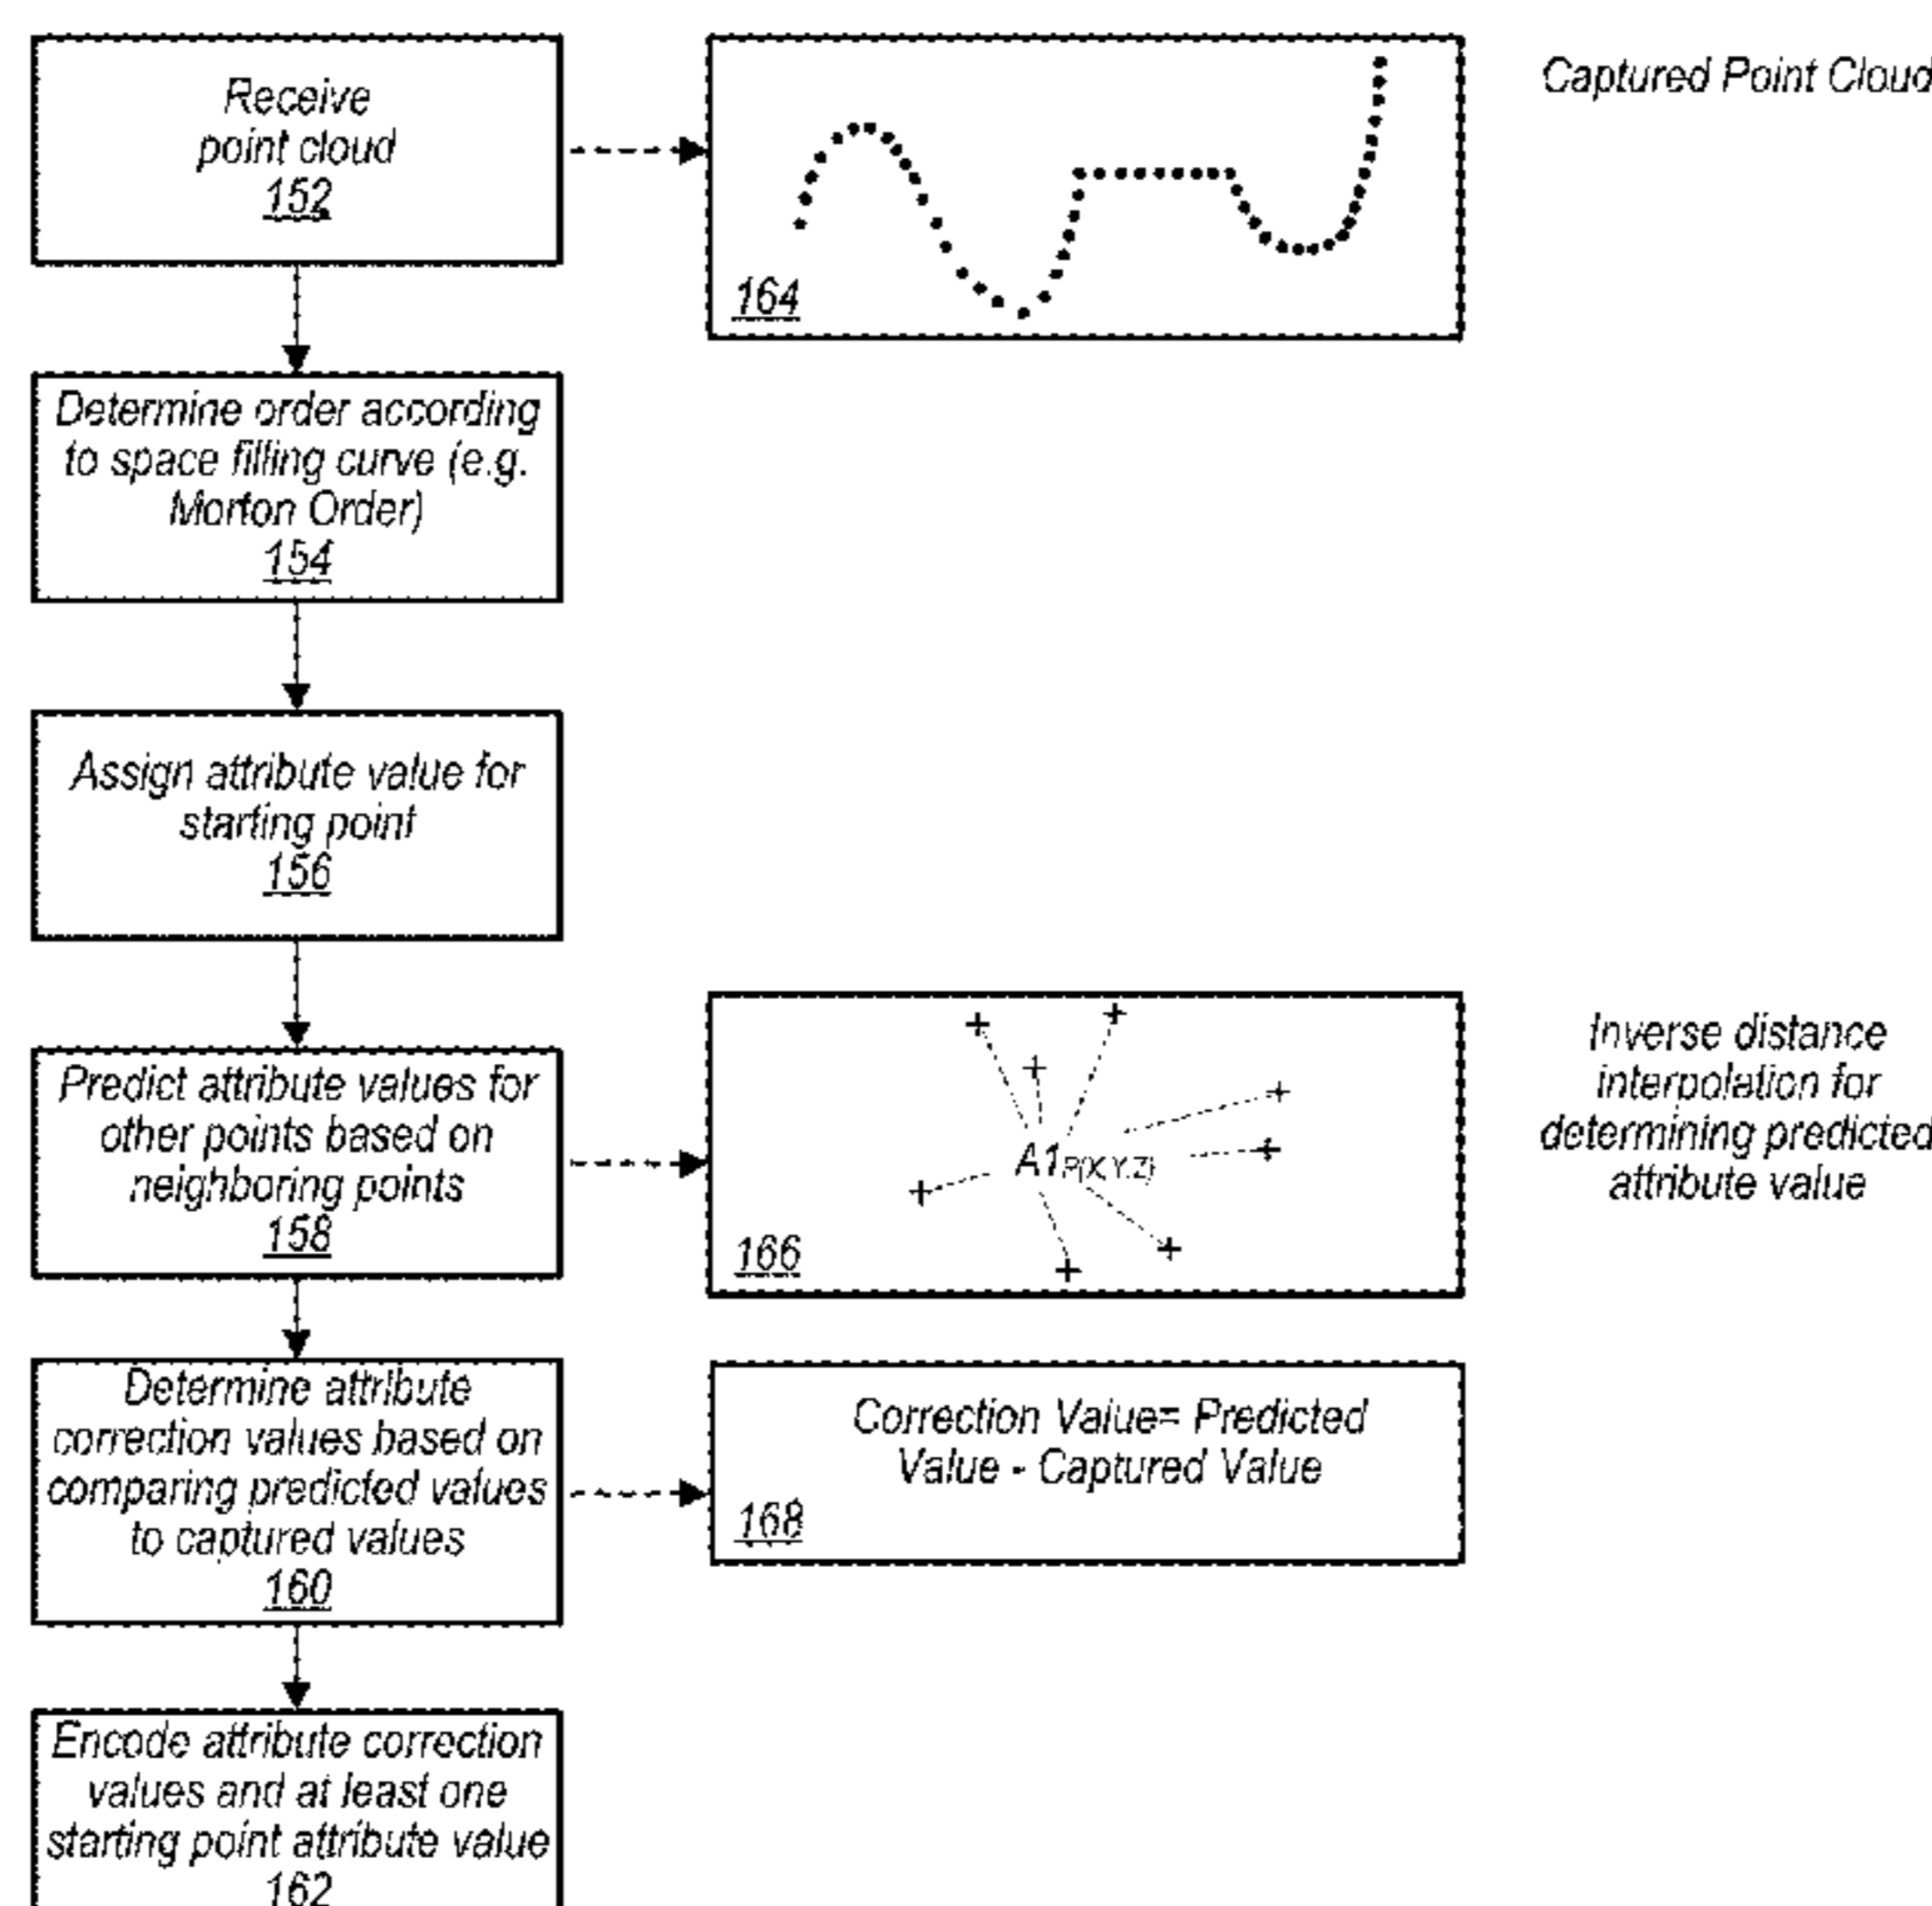 Receive
point cloud
152
164
Captured Point Cloud
Determine order according
to space filling curve (e.g.
Morton Order)
154
Assign attribute value for
starting point
156
Predict attribute values for
other points based on
neighboring points
158
A1P(X,Y,Z)
166
Inverse distance
interpolation for
determining predicted
attribute value
Determine attribute
correction values based on
comparing predicted values
to captured values
160
Correction Value= Predicted
Value - Captured Value
168
Encode attribute correction
values and at least one
starting point attribute value
162